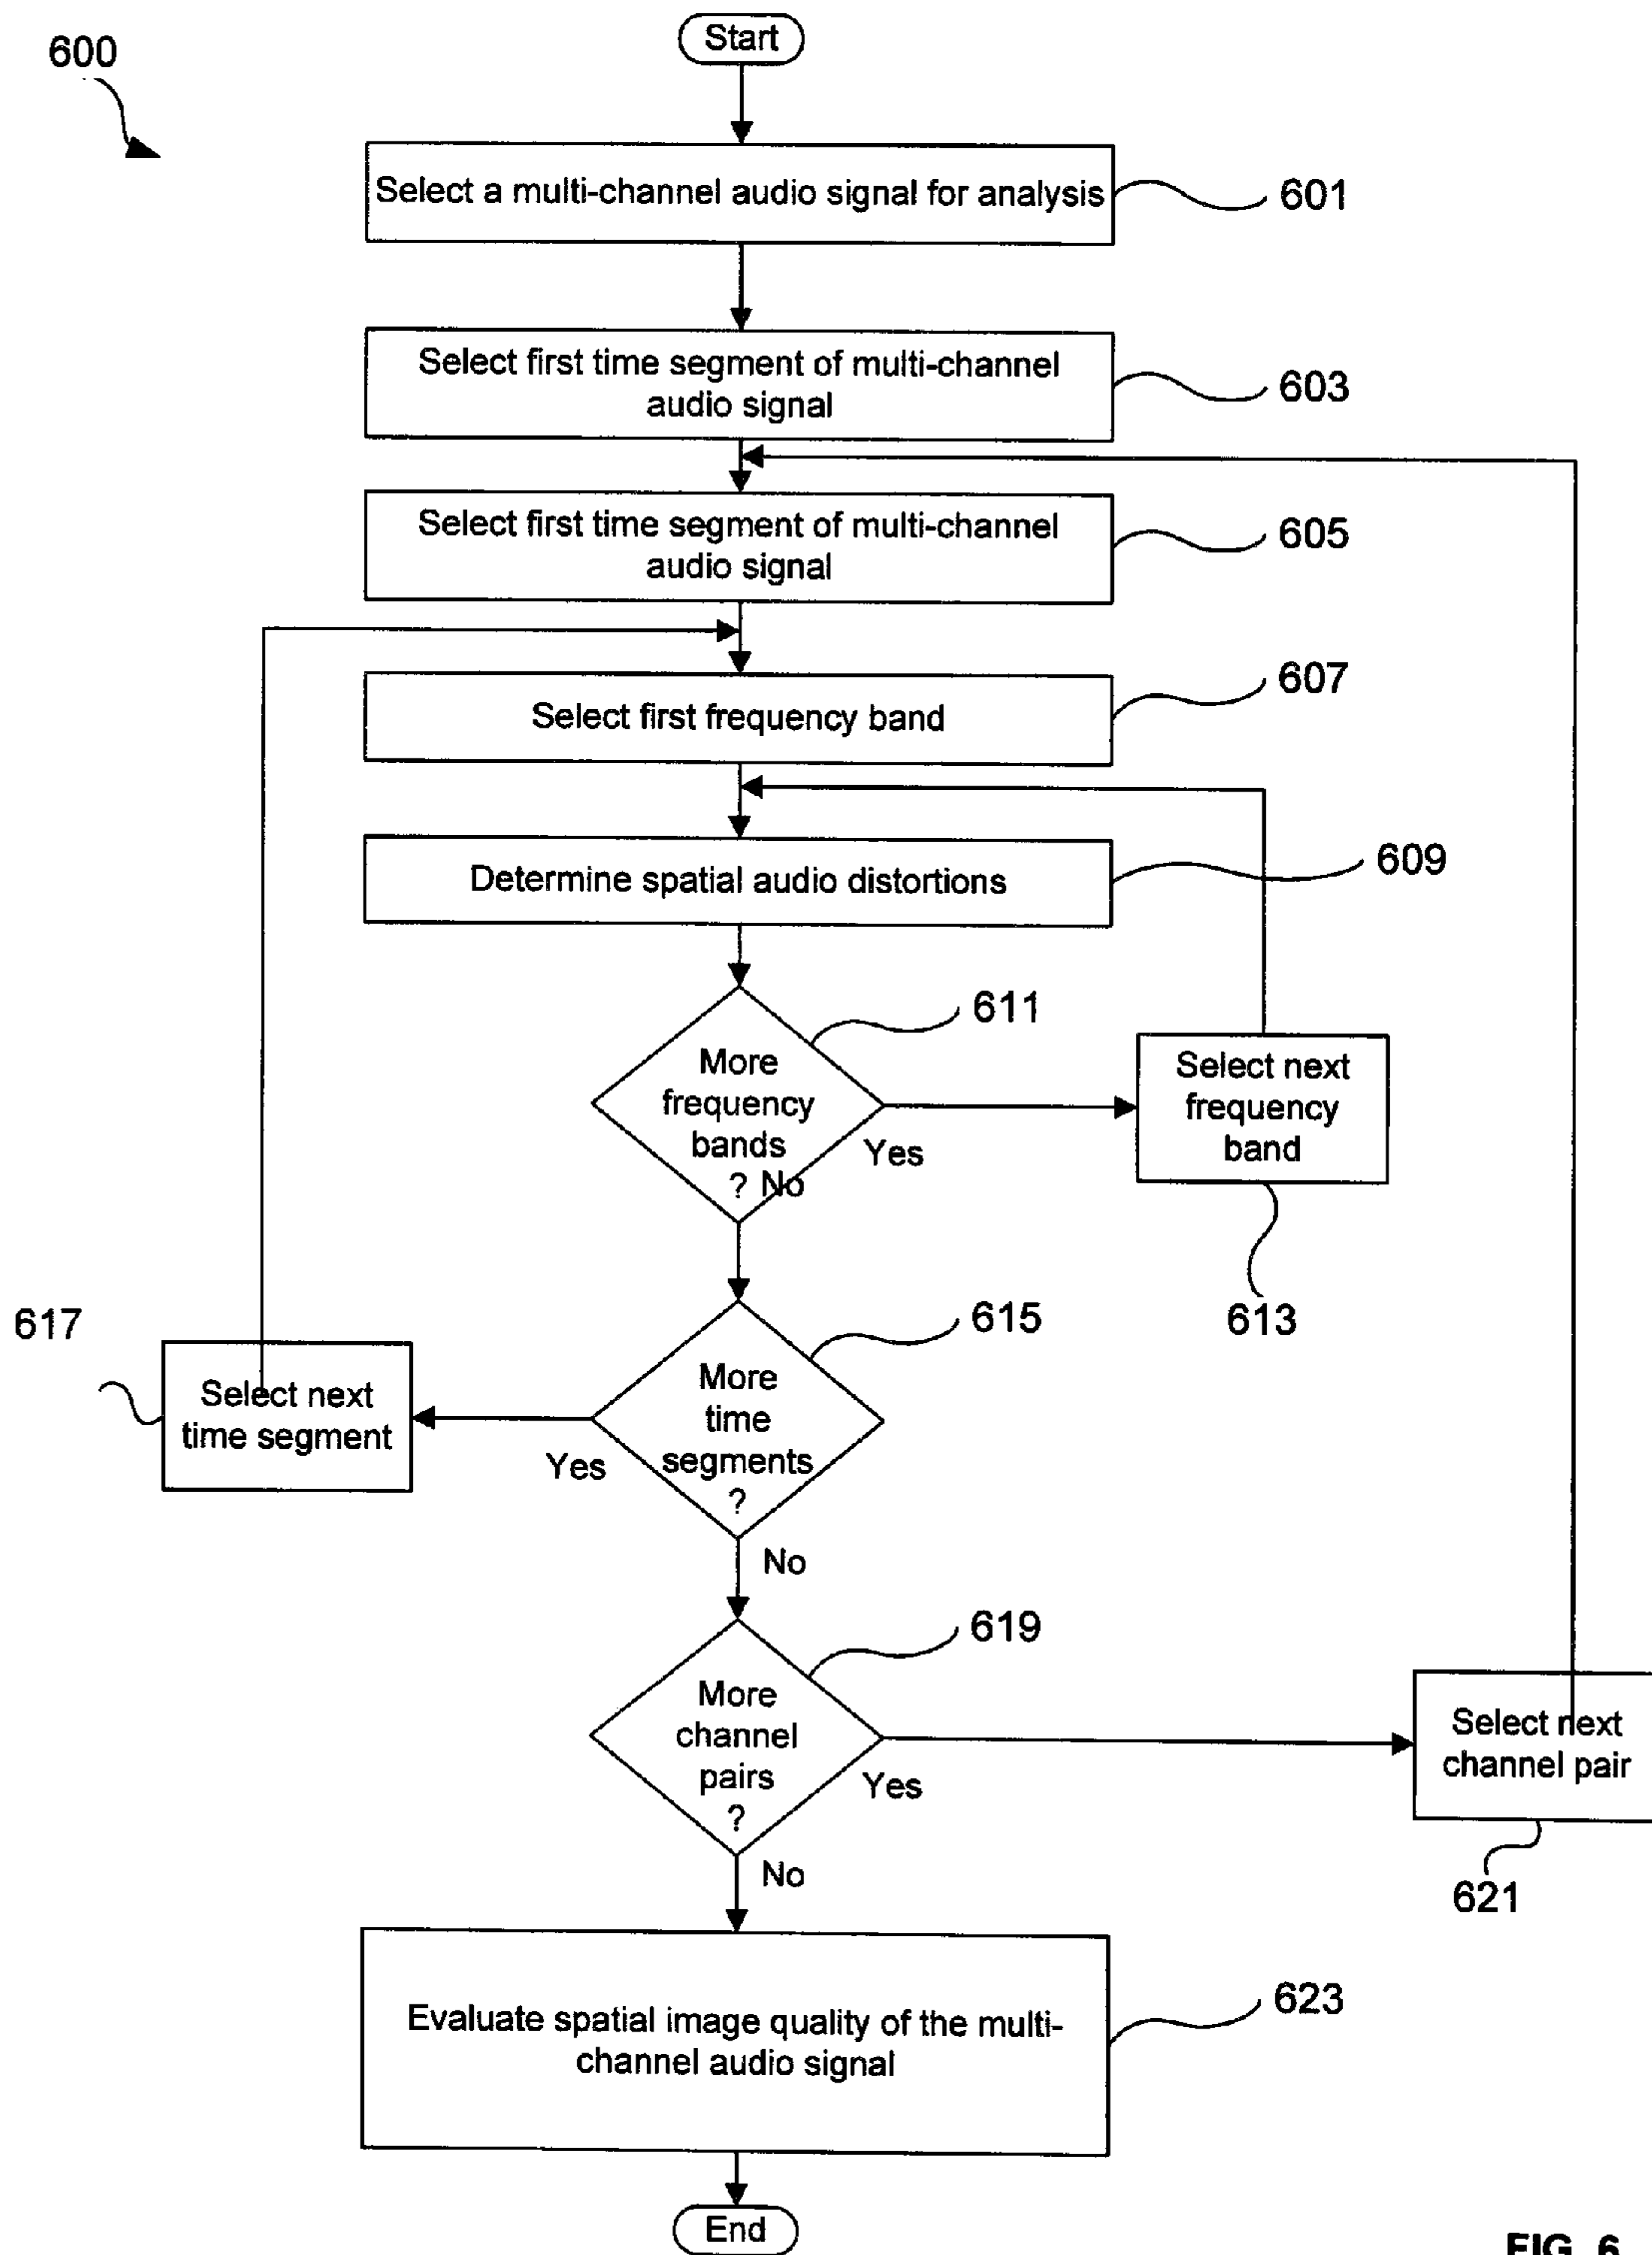 Start
600
Select a multi-channel audio signal for analysis
601
Select first time segment of multi-channel
audio signal
603
Select first time segment of multi-channel
audio signal
605
Select first frequency band
607
Determine spatial audio distortions
609
More
frequency
bands
?
No
Yes
611
Select next
frequency
band
613
More
time
segments
?
Yes
No
615
617
Select next
time segment
More
channel
pairs
?
Yes
No
619
Select next
channel pair
621
Evaluate spatial image quality of the multi-
channel audio signal
623
End
FIG. 6